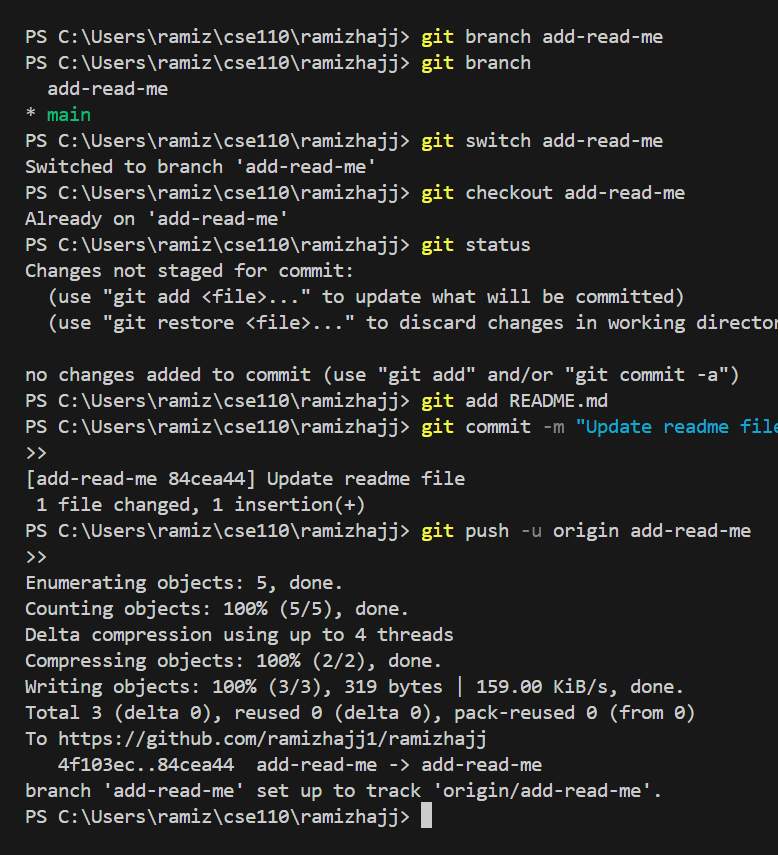 PS C:\Users\ramiz\cse110\ramizhajj> git branch add-read-me
PS C:\Users\ramiz\cse110\ramizhajj> git branch
  add-read-me
* main
PS C:\Users\ramiz\cse110\ramizhajj> git switch add-read-me
Switched to branch 'add-read-me'
PS C:\Users\ramiz\cse110\ramizhajj> git checkout add-read-me
Already on 'add-read-me'
PS C:\Users\ramiz\cse110\ramizhajj> git status
Changes not staged for commit:
  (use "git add <file>..." to update what will be committed)
  (use "git restore <file>..." to discard changes in working director

no changes added to commit (use "git add" and/or "git commit -a")
PS C:\Users\ramiz\cse110\ramizhajj> git add README.md
PS C:\Users\ramiz\cse110\ramizhajj> git commit -m "Update readme file
>>
[add-read-me 84cea44] Update readme file
 1 file changed, 1 insertion(+)
PS C:\Users\ramiz\cse110\ramizhajj> git push -u origin add-read-me
>>
Enumerating objects: 5, done.
Counting objects: 100% (5/5), done.
Delta compression using up to 4 threads
Compressing objects: 100% (2/2), done.
Writing objects: 100% (3/3), 319 bytes | 159.00 KiB/s, done.
Total 3 (delta 0), reused 0 (delta 0), pack-reused 0 (from 0)
To https://github.com/ramizhajj1/ramizhajj
   4f103ec..84cea44  add-read-me -> add-read-me
branch 'add-read-me' set up to track 'origin/add-read-me'.
PS C:\Users\ramiz\cse110\ramizhajj>